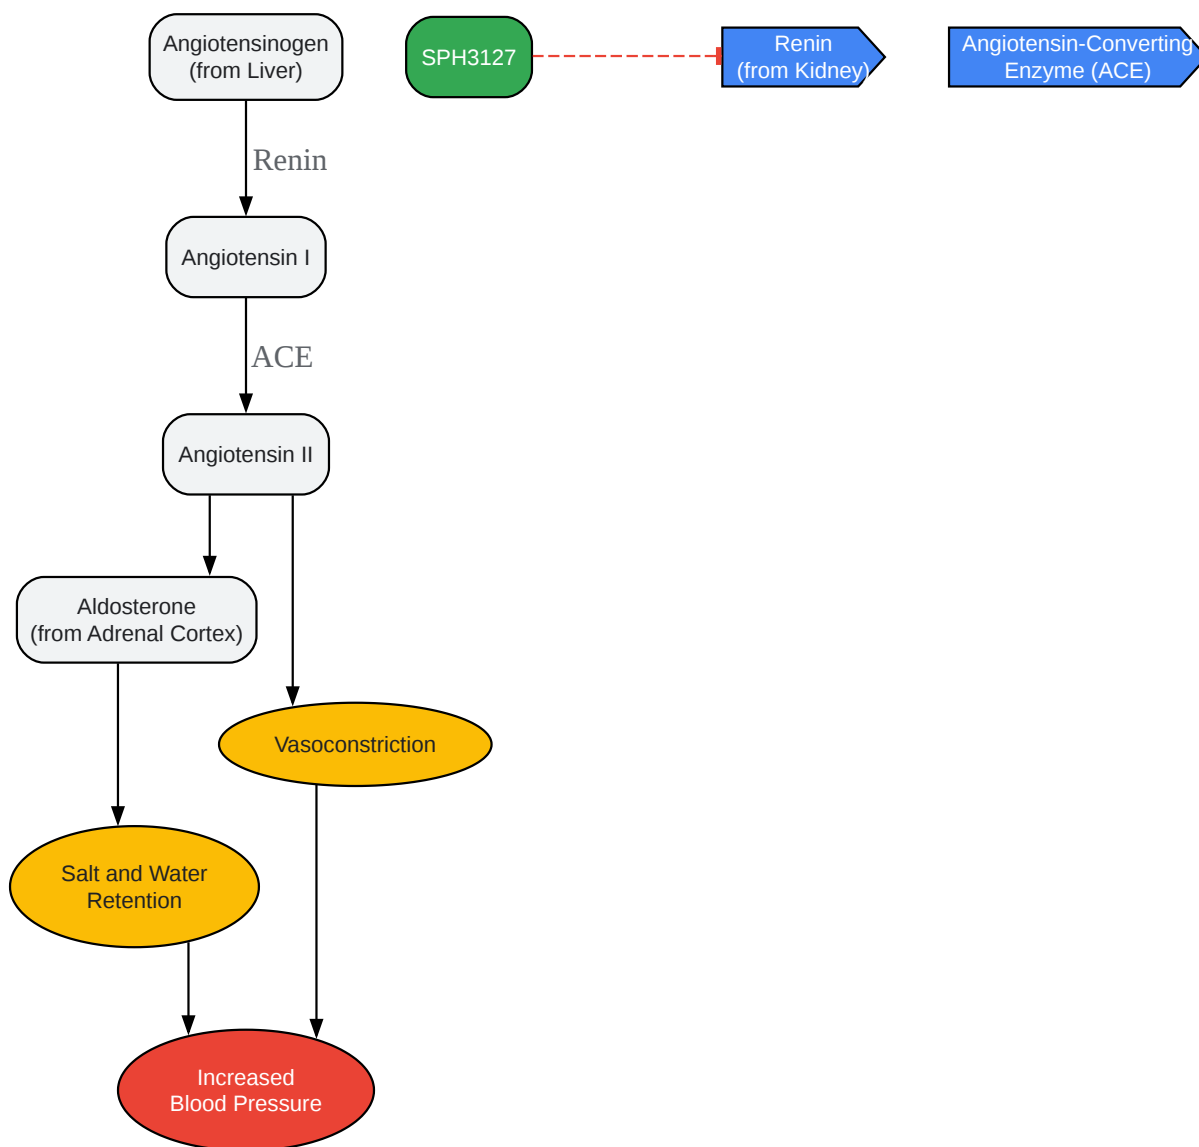 Angiotensinogen
(from Liver)
SPH3127
Renin
(from Kidney)
Angiotensin-Converting
Enzyme (ACE)
Renin
Angiotensin I
ACE
Angiotensin II
Aldosterone
(from Adrenal Cortex)
Vasoconstriction
Salt and Water
Retention
Increased
Blood Pressure